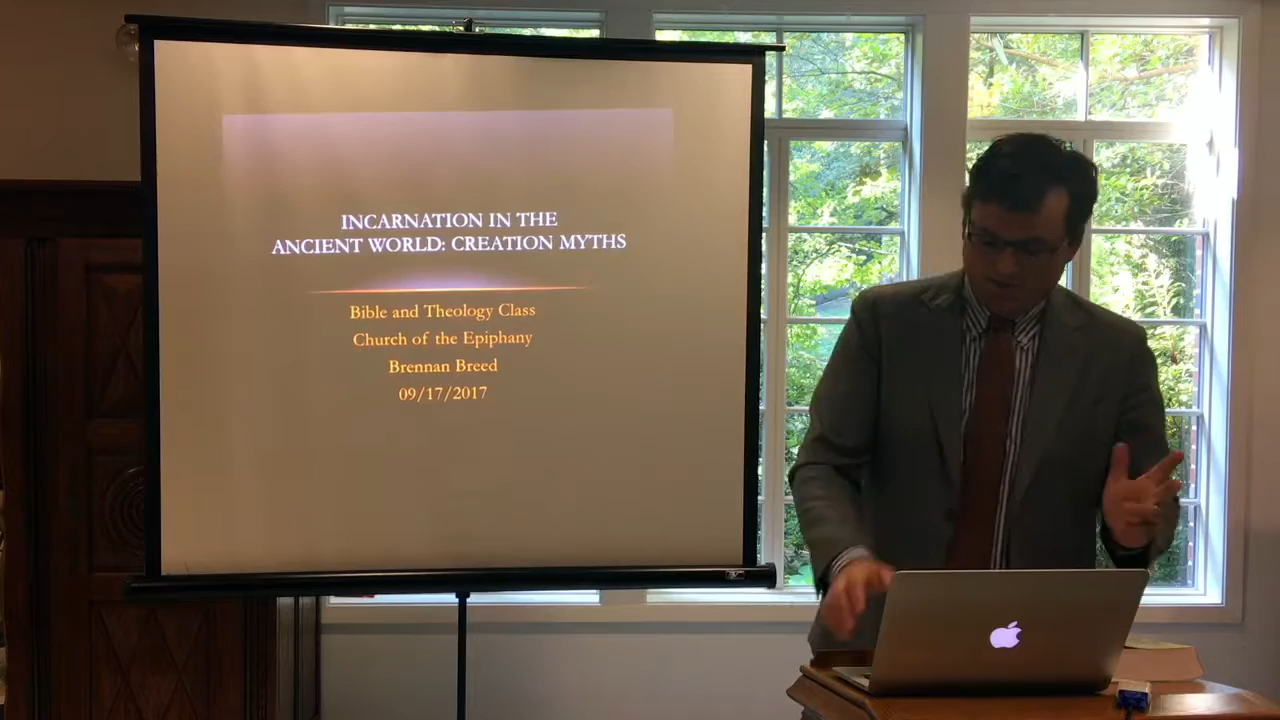 INCARNATION IN THE
ANCIENT WORLD: CREATION MYTHS
Bible and Theology Class
Church of the Epiphany
Brennan Breed
09/17/2017